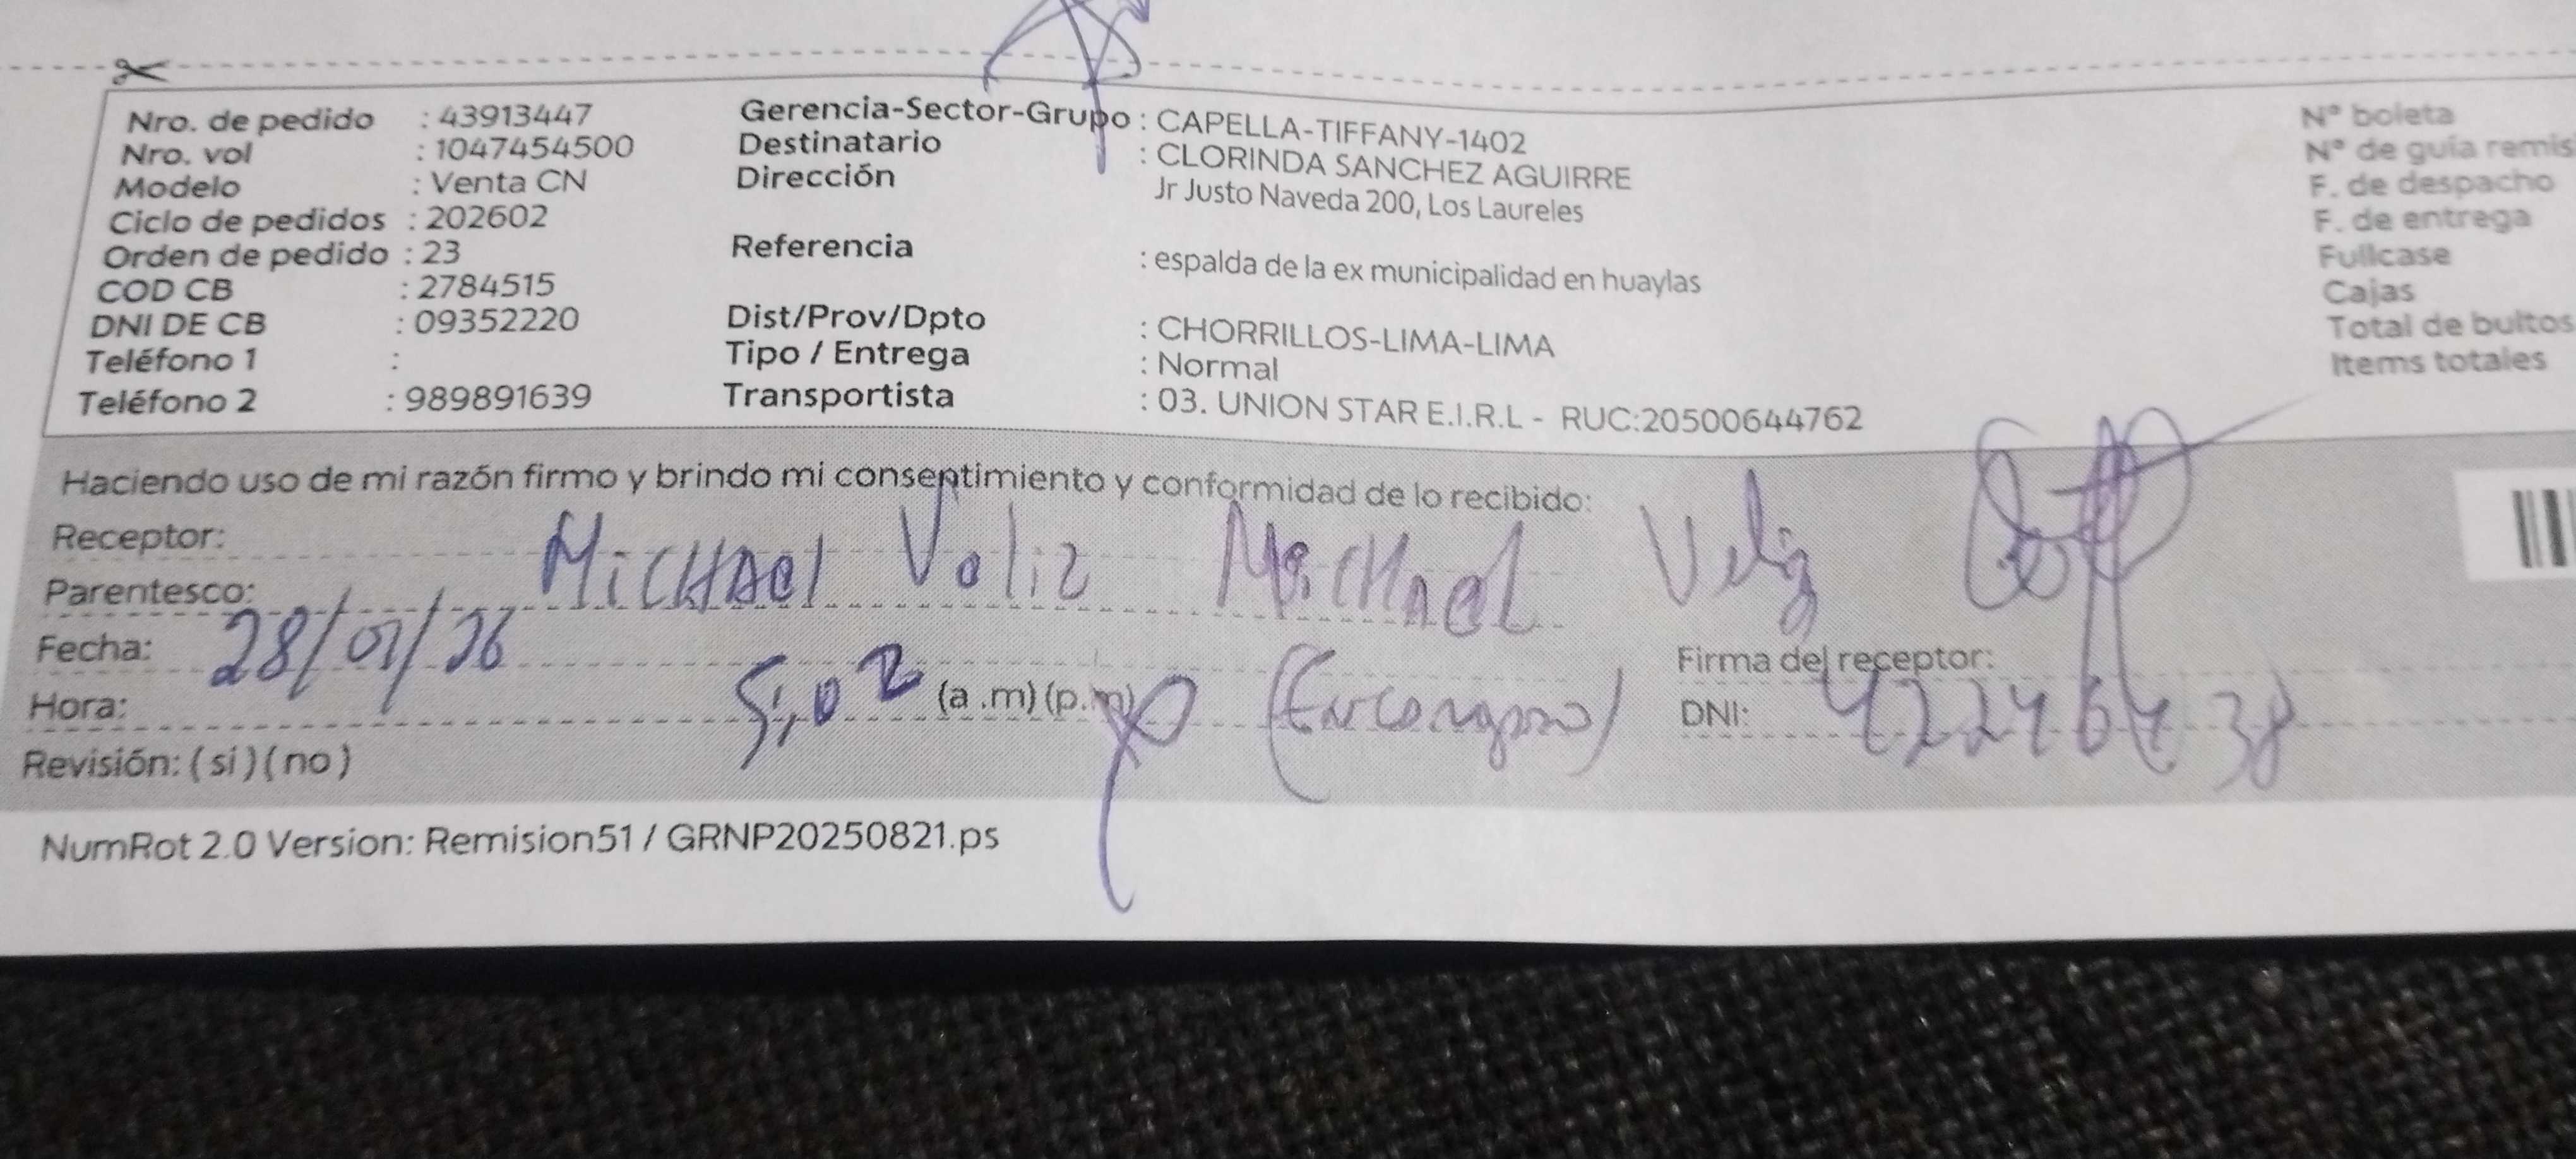 Nro. de pedido : 43913447
Nro. vol : 1047454500
Modelo : Venta CN
Ciclo de pedidos : 202602
Orden de pedido : 23
COD CB : 2784515
DNI DE CB : 09352220
Teléfono 1 :
Teléfono 2 : 989891639
Gerencia-Sector-Grupo : CAPELLA-TIFFANY-1402
Destinatario : CLORINDA SANCHEZ AGUIRRE
Dirección Jr Justo Naveda 200, Los Laureles
Referencia : espalda de la ex municipalidad en huaylas
Dist/Prov/Dpto : CHORRILLOS-LIMA-LIMA
Tipo / Entrega : Normal
Transportista : 03. UNION STAR E.I.R.L - RUC:20500644762
N° boleta
N° de guía remis
F. de despacho
F. de entrega
Fullcase
Cajas
Total de bultos
Items totales
Haciendo uso de mi razón firmo y brindo mi consentimiento y conformidad de lo recibido:
Receptor: Michael Veliz Michael Veliz
Parentesco:
Fecha: 28/01/26
Hora: 5:02 (a .m) (p.m)
Revisión: ( si ) ( no )
Firma del receptor:
DNI:
NumRot 2.0 Version: Remision51 / GRNP20250821.ps